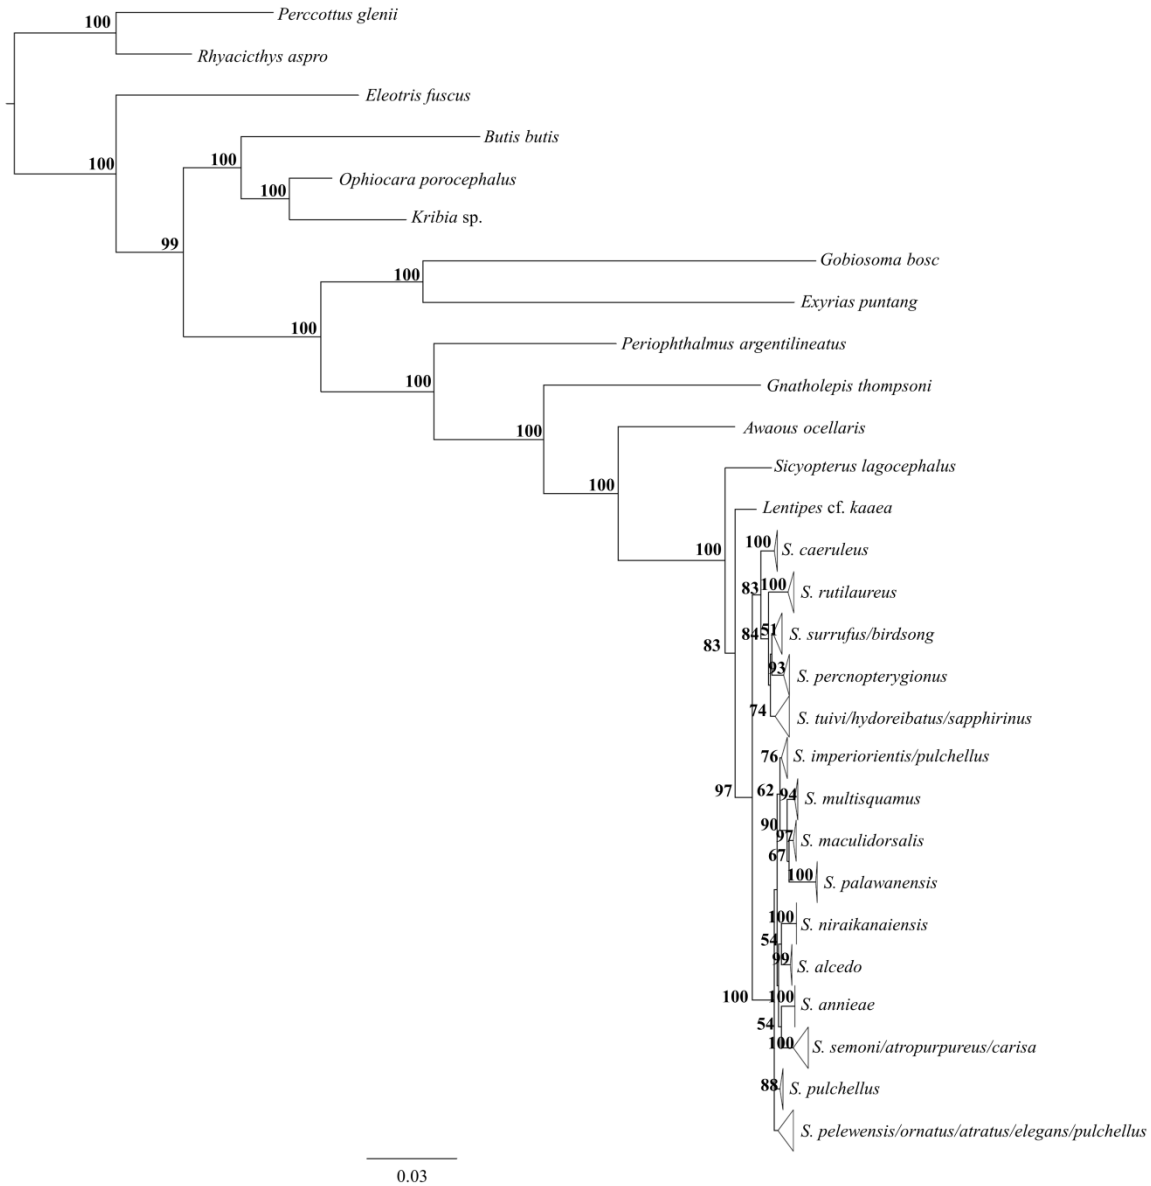 100
Perccottus glenii
Rhyacicthys aspro
Eleotris fuscus
100
Butis butis
100
Ophiocara porocephalus
100
Kribia sp.
99
Gobiosoma bosc
100
Exyrias puntang
100
Periophthalmus argentilineatus
100
Gnatholepis thompsoni
100
Awaous ocellaris
100
Sicyopterus lagocephalus
Lentipes cf. kaaea
100
100
S. caeruleus
83
100
S. rutilaureus
84
51
S. surrufus/birdsong
83
93
S. percnopterygionus
74
S. tuivi/hydoreibatus/sapphirinus
76
S. imperiorientis/pulchellus
97
62
94
S. multisquamus
90
97
S. maculidorsalis
67
100
S. palawanensis
100
S. niraikanaiensis
54
99
S. alcedo
100
100
S. annieae
54
100
S. semoni/atropurpureus/carisa
88
S. pulchellus
S. pelewensis/ornatus/atratus/elegans/pulchellus
0.03